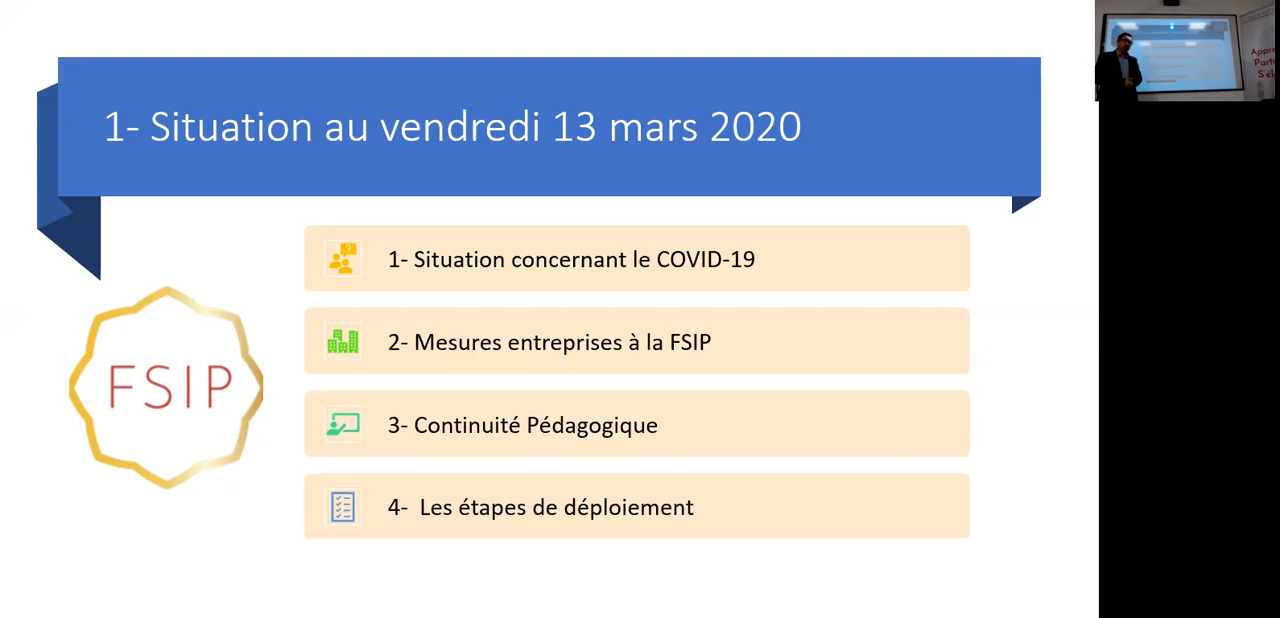 1- Situation au vendredi 13 mars 2020
1- Situation concernant le COVID-19
2- Mesures entreprises à la FSIP
3- Continuité Pédagogique
4- Les étapes de déploiement
FSIP